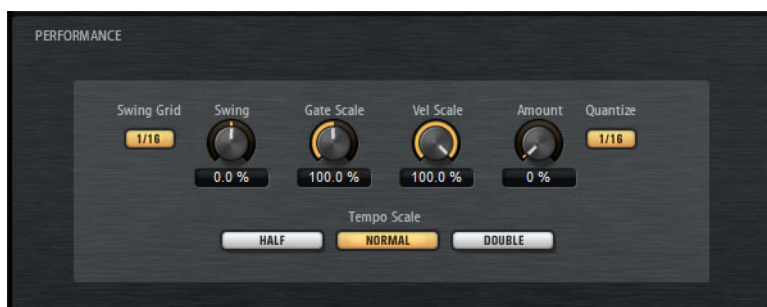 PERFORMANCE
Swing Grid Swing Gate Scale Vel Scale Amount Quantize
1/16 1/16
0.0 % 100.0 % 100.0 % 0 %
Tempo Scale
HALF NORMAL DOUBLE